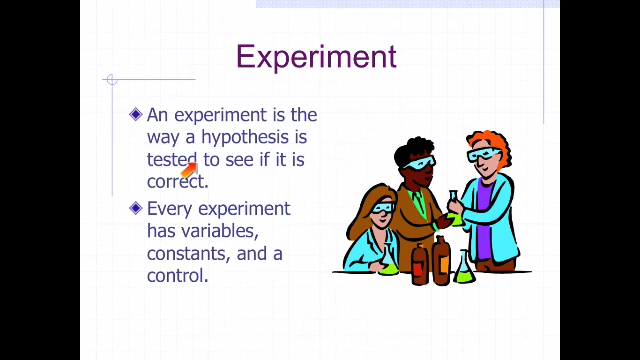 Experiment
An experiment is the
way a hypothesis is
tested to see if it is
correct.
Every experiment
has variables,
constants, and a
control.